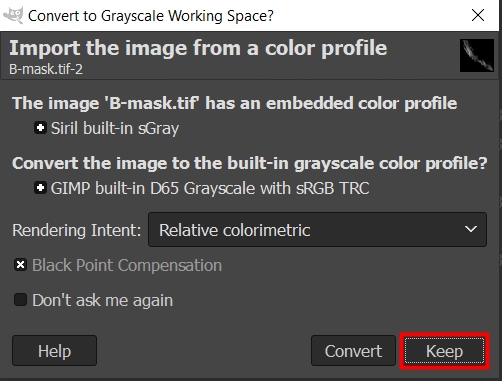 Convert to Grayscale Working Space?
Import the image from a color profile
B-mask.tif-2
The image 'B-mask.tif' has an embedded color profile
Siril built-in sGray
Convert the image to the built-in grayscale color profile?
GIMP built-in D65 Grayscale with sRGB TRC
Rendering Intent: Relative colorimetric
Black Point Compensation
Don't ask me again
Help Convert Keep